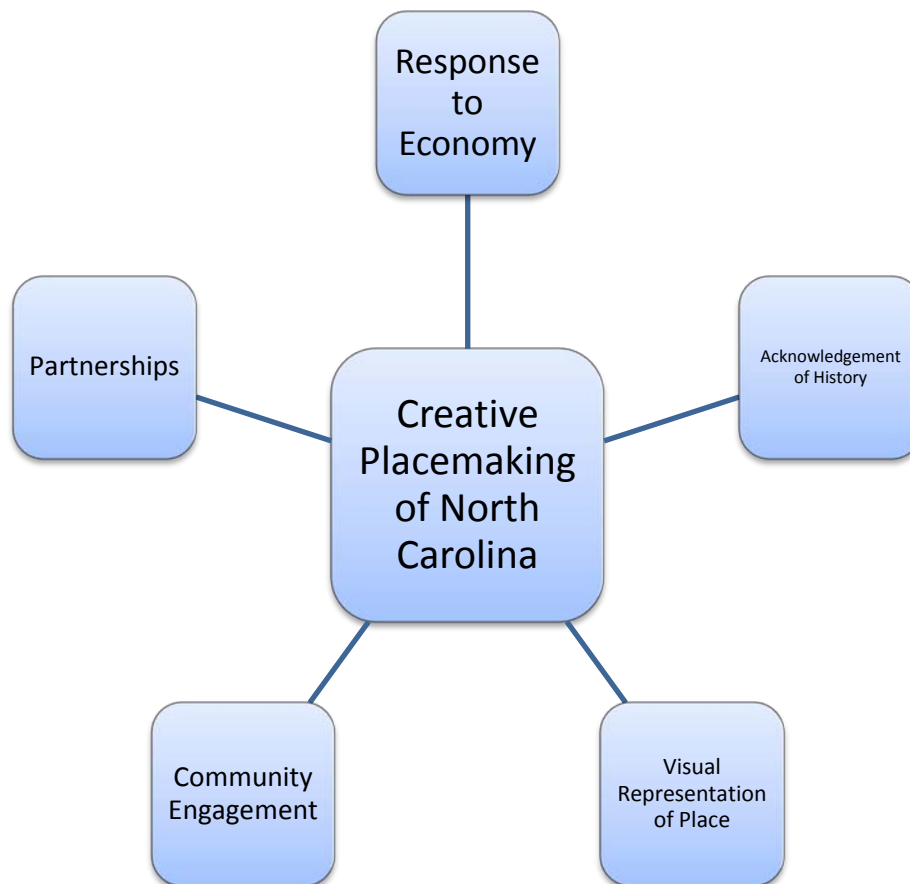 Response
to
Economy
Partnerships
Acknowledgement
of History
Creative
Placemaking
of North
Carolina
Community
Engagement
Visual
Representation
of Place